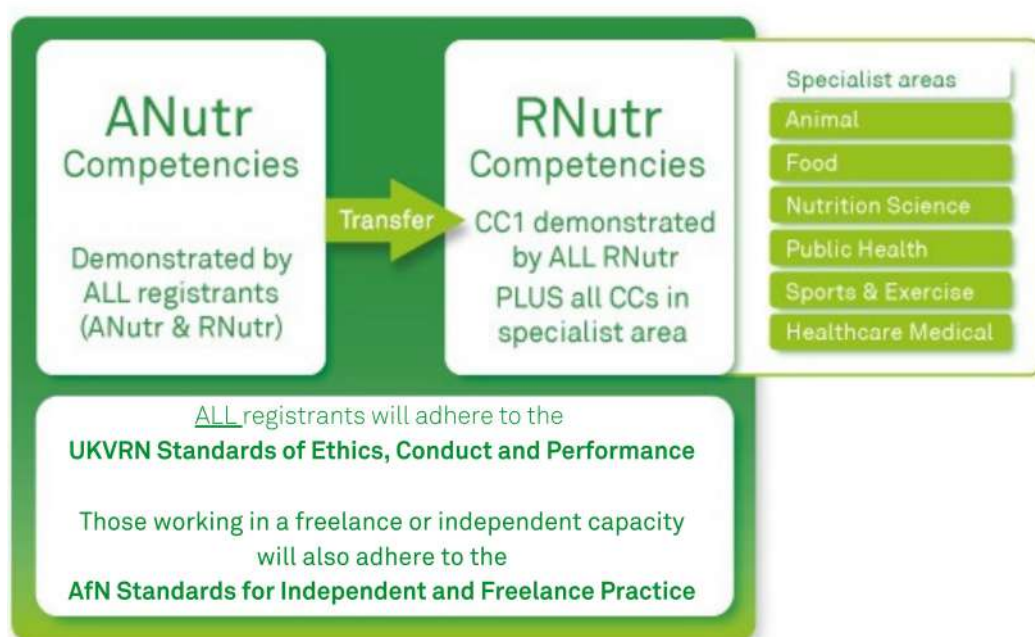 ANutr
Competencies
Demonstrated by
ALL registrants
(ANutr & RNutr)
Transfer
RNutr
Competencies
CC1 demonstrated
by ALL RNutr
PLUS all CCs in
specialist area
Specialist areas
Animal
Food
Nutrition Science
Public Health
Sports & Exercise
Healthcare Medical
ALL registrants will adhere to the
UKVRN Standards of Ethics, Conduct and Performance
Those working in a freelance or independent capacity
will also adhere to the
AfN Standards for Independent and Freelance Practice